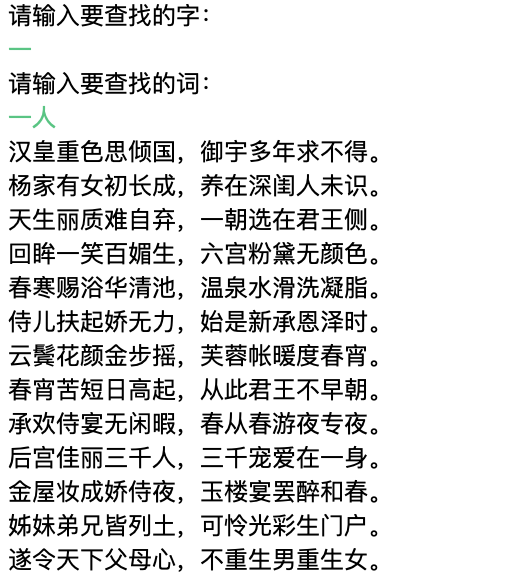 请输入要查找的字：
一
请输入要查找的词：
一人
汉皇重色思倾国，御宇多年求不得。
杨家有女初长成，养在深闺人未识。
天生丽质难自弃，一朝选在君王侧。
回眸一笑百媚生，六宫粉黛无颜色。
春寒赐浴华清池，温泉水滑洗凝脂。
侍儿扶起娇无力，始是新承恩泽时。
云鬓花颜金步摇，芙蓉帐暖度春宵。
春宵苦短日高起，从此君王不早朝。
承欢侍宴无闲暇，春从春游夜专夜。
后宫佳丽三千人，三千宠爱在一身。
金屋妆成娇侍夜，玉楼宴罢醉和春。
姊妹弟兄皆列土，可怜光彩生门户。
遂令天下父母心，不重生男重生女。